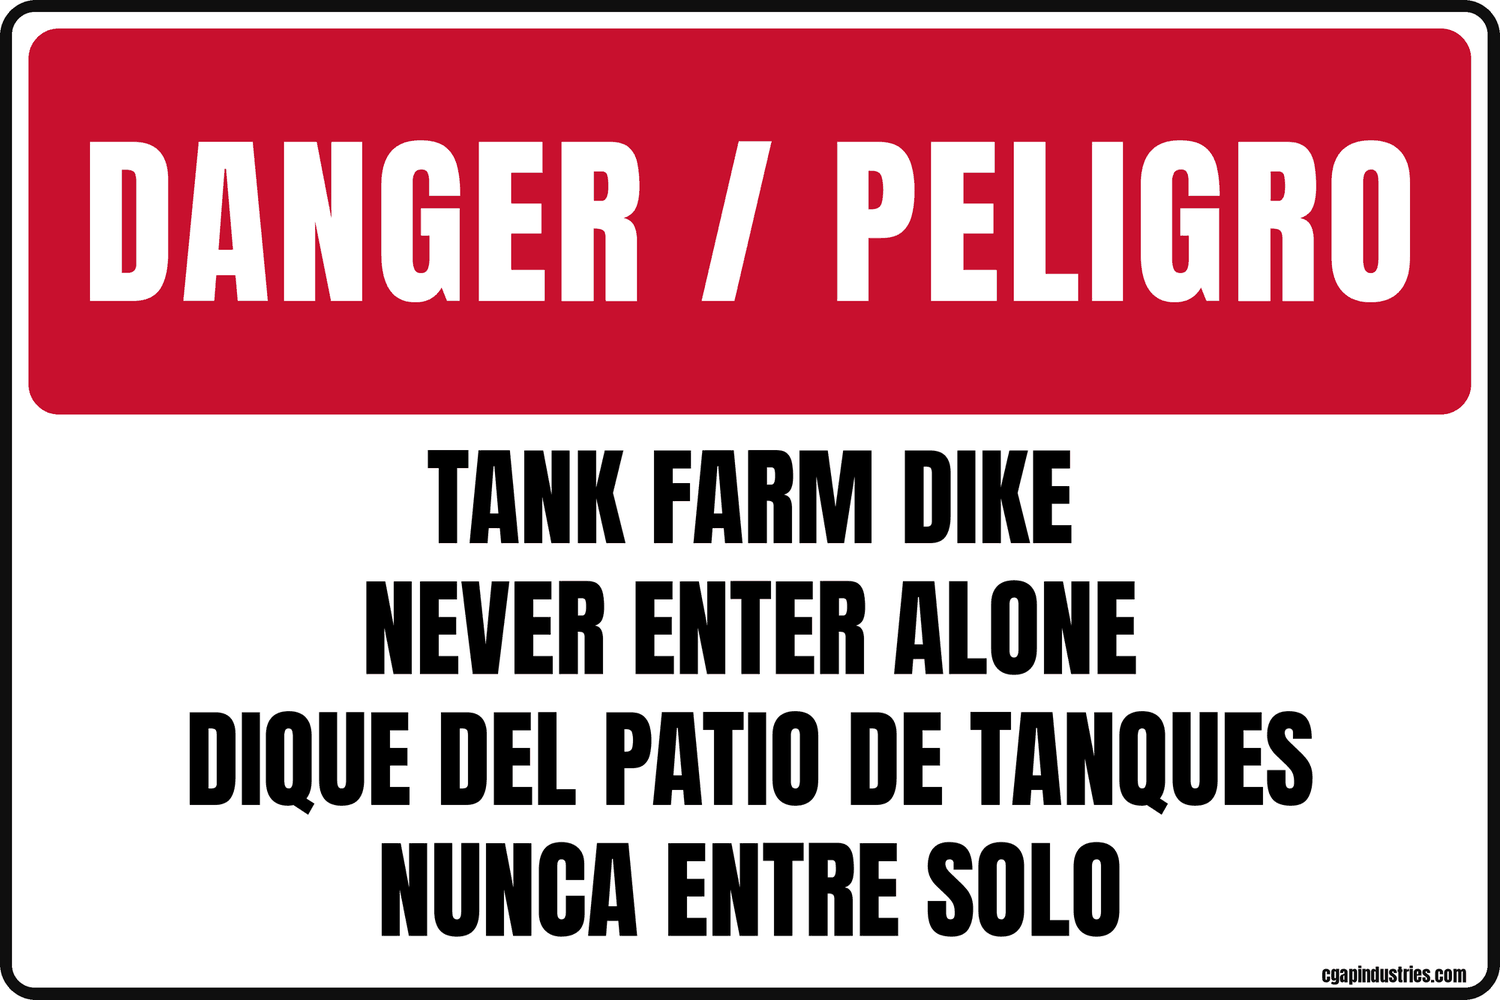 DANGER / PELIGRO
TANK FARM DIKE
NEVER ENTER ALONE
DIQUE DEL PATIO DE TANQUES
NUNCA ENTRE SOLO
cgapindustries.com